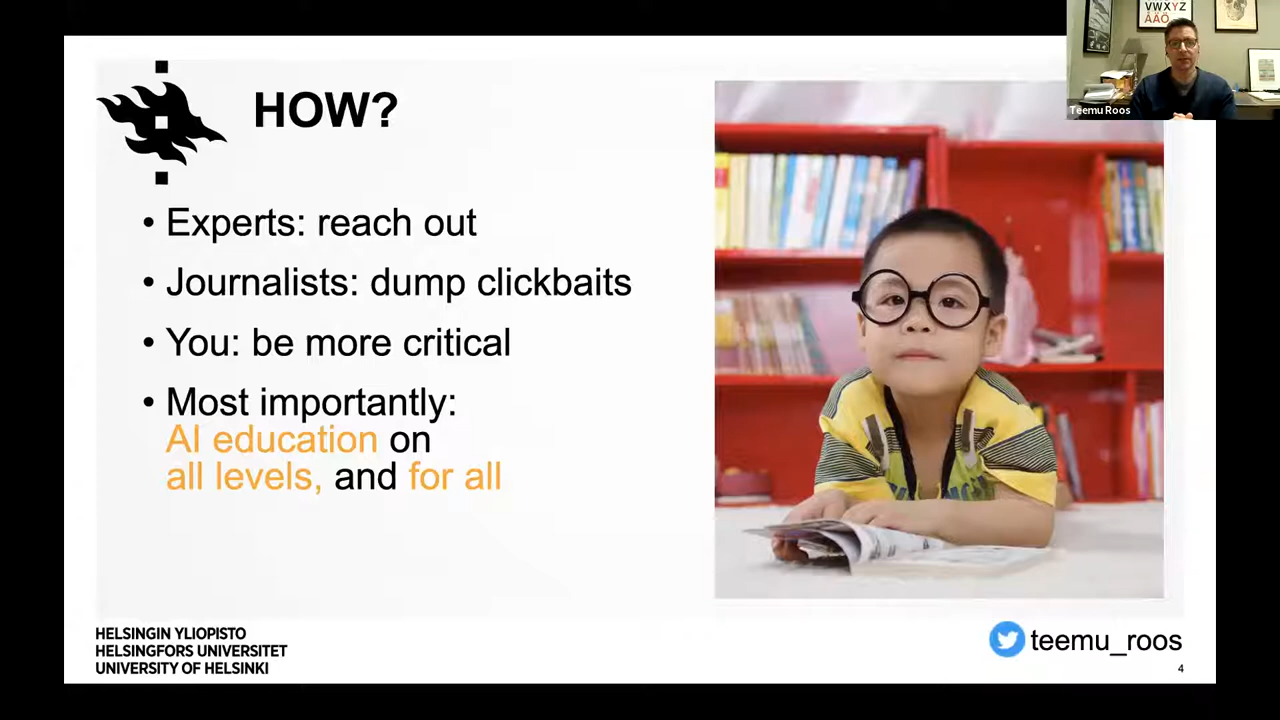 VWXYZ
ÅÄÖ
Teemu Roos
HOW?
• Experts: reach out
• Journalists: dump clickbaits
• You: be more critical
• Most importantly:
AI education on
all levels, and for all
HELSINGIN YLIOPISTO
HELSINGFORS UNIVERSITET
UNIVERSITY OF HELSINKI
teemu_roos
4